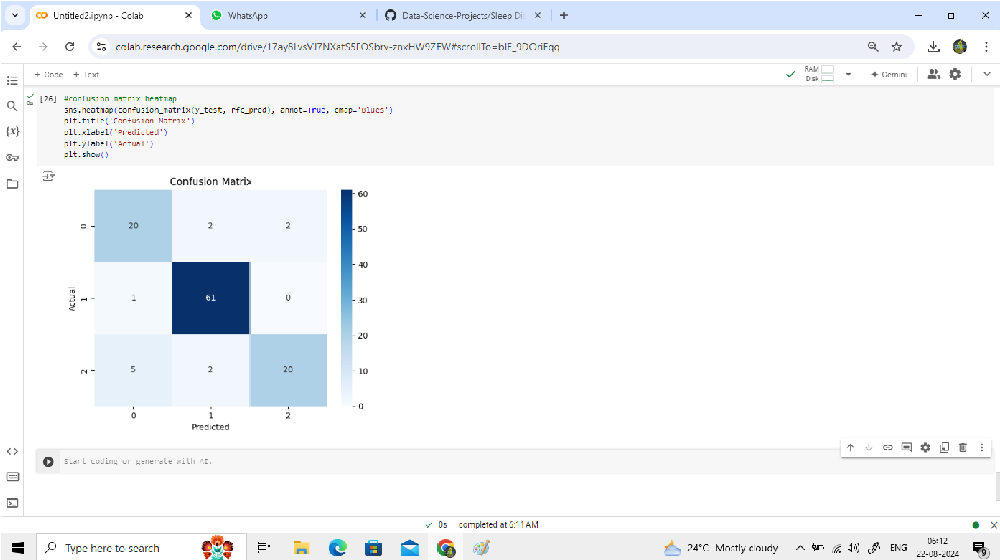 Untitled2.ipynb - Colab
WhatsApp
Data-Science-Projects/Sleep Di
colab.research.google.com/drive/17ay8LvsVJ7NXatS5FOSbrv-znxHW9ZEW#scrollTo=bIE_9DOriEqq
+ Code + Text
RAM
Disk
Gemini
0s
[26] #confusion matrix heatmap
sns.heatmap(confusion_matrix(y_test, rfc_pred), annot=True, cmap='Blues')
plt.title('Confusion Matrix')
plt.xlabel('Predicted')
plt.ylabel('Actual')
plt.show()
{x}
Confusion Matrix
60
50
40
30
20
10
0
Actual
0
1
2
20 2 2
1 61 0
5 2 20
0 1 2
Predicted
Start coding or generate with AI.
0s completed at 6:11 AM
Type here to search
24°C Mostly cloudy
ENG
06:12
22-08-2024
9